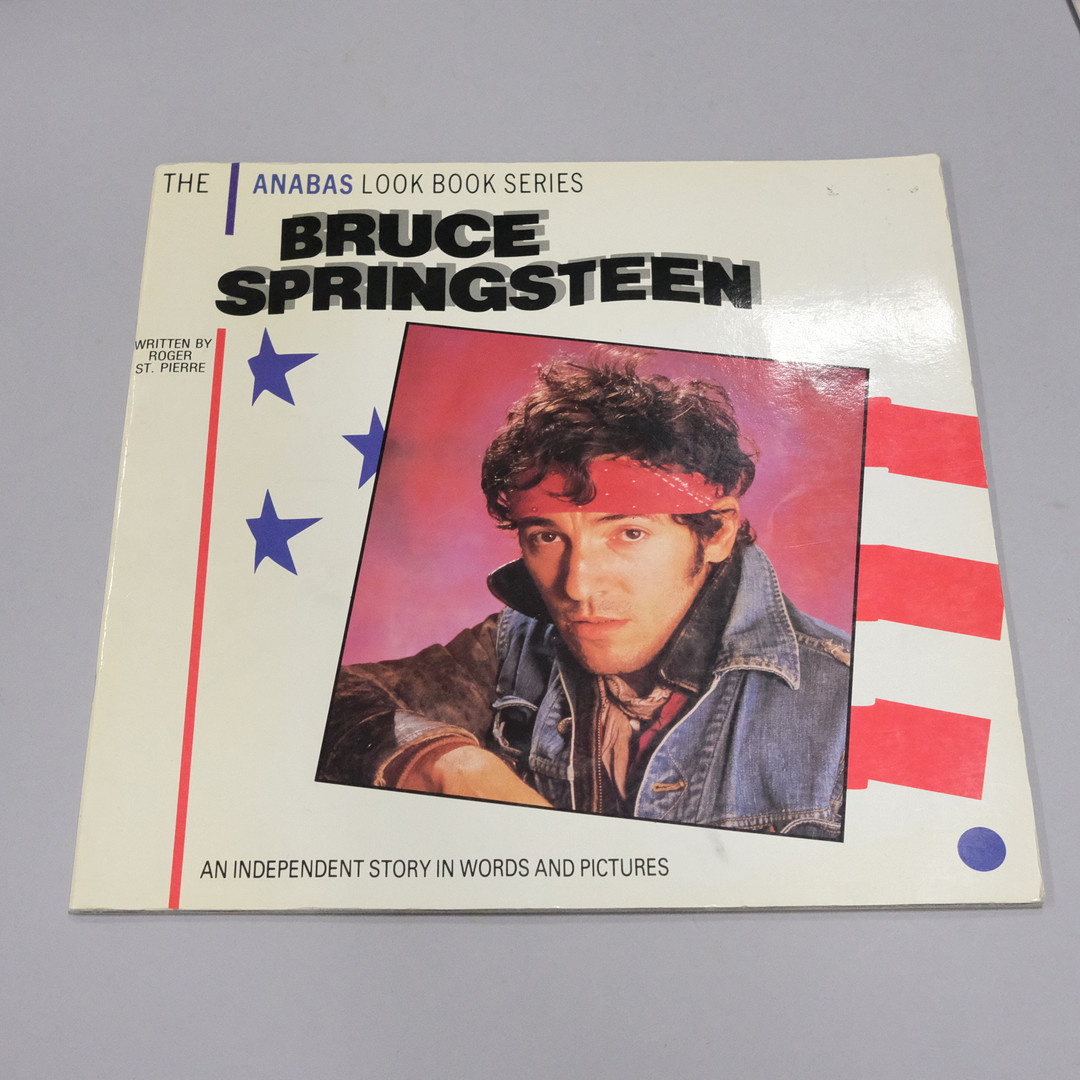 THE ANABAS LOOK BOOK SERIES
BRUCE
SPRINGSTEEN
WRITTEN BY
ROGER
ST. PIERRE
AN INDEPENDENT STORY IN WORDS AND PICTURES